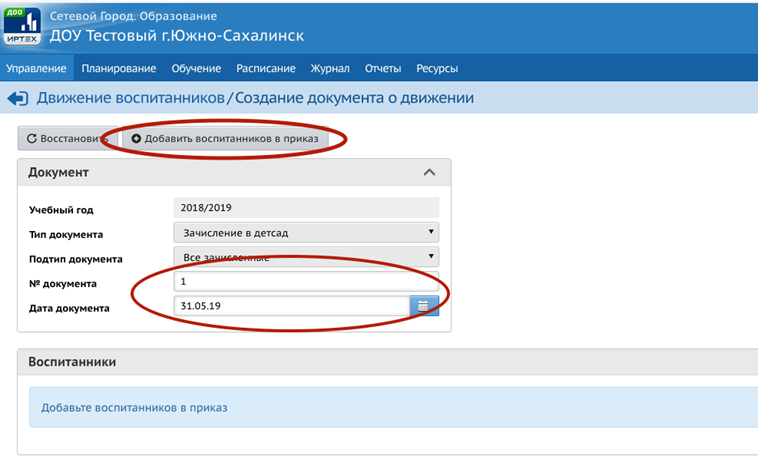 ДОО
ИРТЕХ
Сетевой Город. Образование
ДОУ Тестовый г.Южно-Сахалинск
Управление Планирование Обучение Расписание Журнал Отчеты Ресурсы
Движение воспитанников/Создание документа о движении
Восстановить Добавить воспитанников в приказ
Документ
Учебный год 2018/2019
Тип документа Зачисление в детсад
Подтип документа Все зачисленные
№ документа 1
Дата документа 31.05.19
Воспитанники
Добавьте воспитанников в приказ